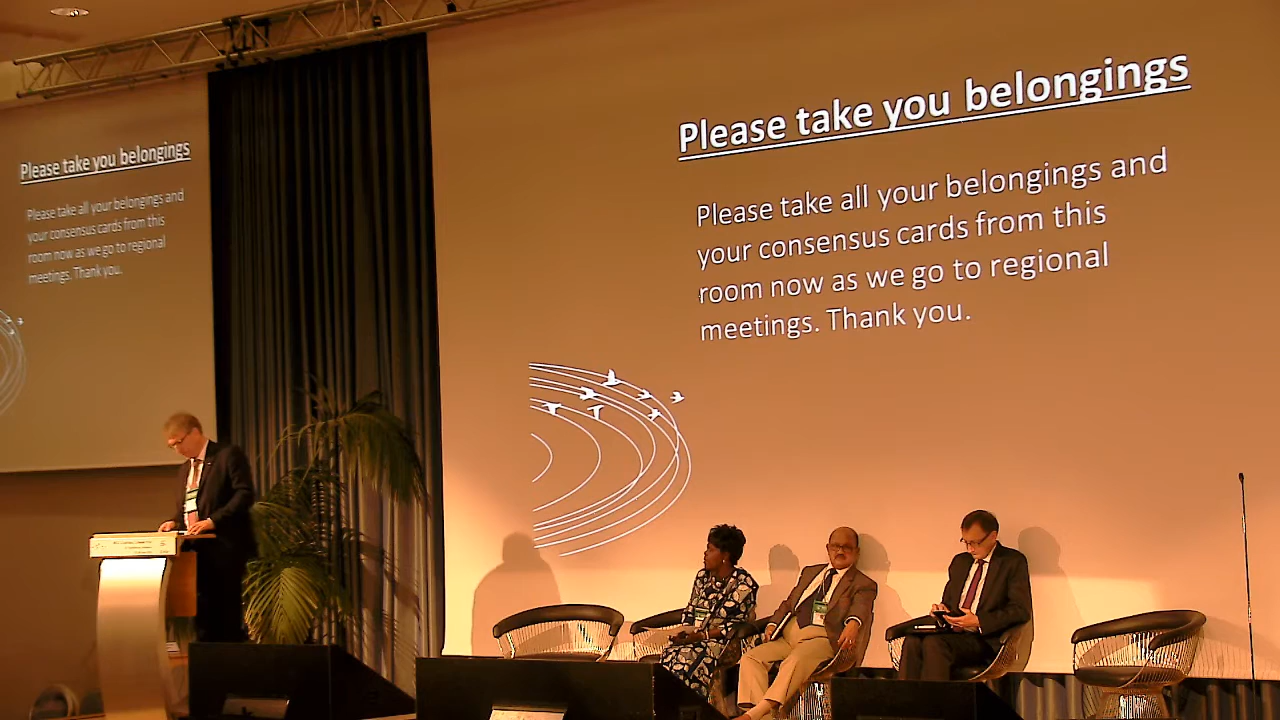 Please take you belongings
Please take all your belongings and
your consensus cards from this
room now as we go to regional
meetings. Thank you.
Please take you belongings
Please take all your belongings and
your consensus cards from this
room now as we go to regional
meetings. Thank you.